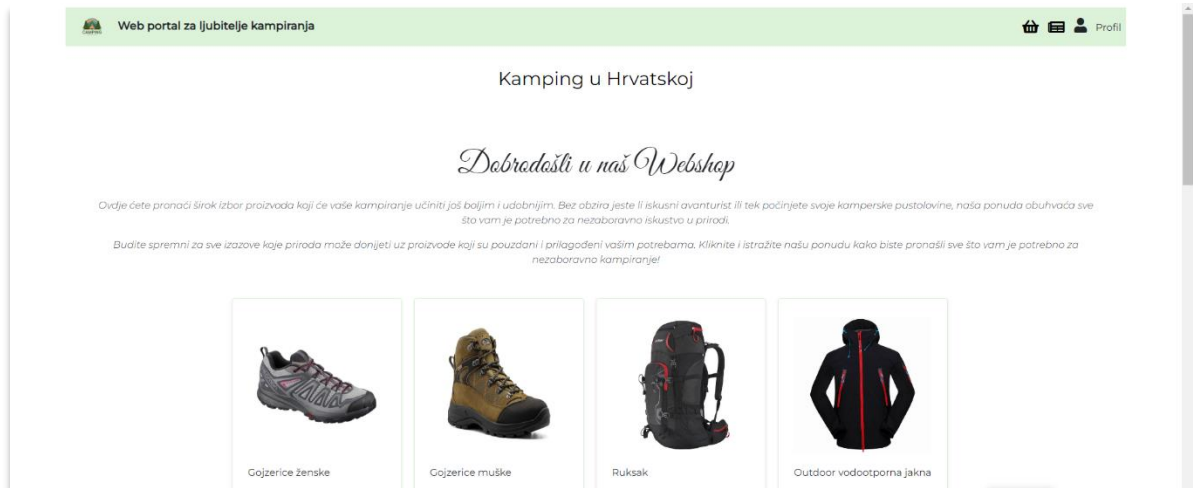 CAMPING
Web portal za ljubitelje kampiranja
Profil
Kamping u Hrvatskoj
Dobrodošli u naš Webshop
Ovdje ćete pronaći širok izbor proizvoda koji će vaše kampiranje učiniti još boljim i udobnijim. Bez obzira jeste li iskusni avanturist ili tek počinjete svoje kamperske pustolovine, naša ponuda obuhvaća sve
što vam je potrebno za nezaboravno iskustvo u prirodi.
Budite spremni za sve izazove koje priroda može donijeti uz proizvode koji su pouzdani i prilagođeni vašim potrebama. Kliknite i istražite našu ponudu kako biste pronašli sve što vam je potrebno za
nezaboravno kampiranje!
Gojzerice ženske
Gojzerice muške
Ruksak
Outdoor vodootporna jakna